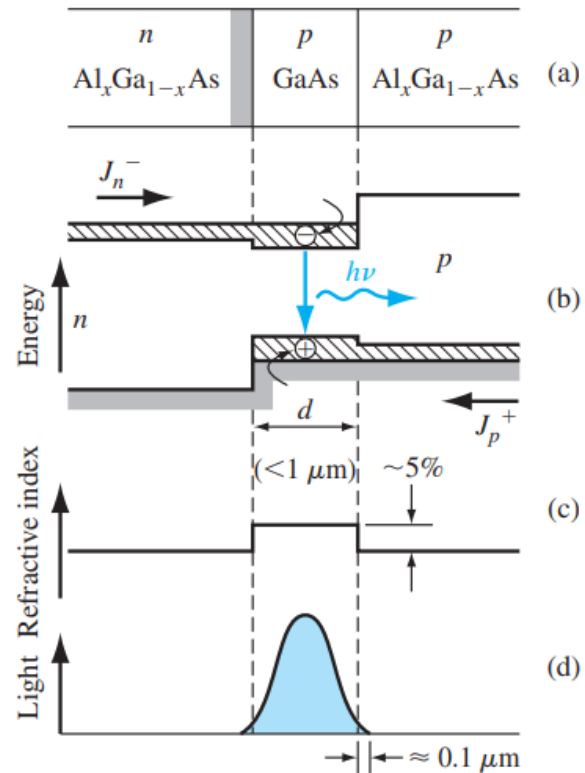 n p p
AlₓGa₁₋ₓAs GaAs AlₓGa₁₋ₓAs (a)
Jₙ⁻
hν
p
(b)
n
Energy
d
Jₚ⁺
(<1 μm) ~5%
(c)
Refractive index
(d)
Light
≈ 0.1 μm